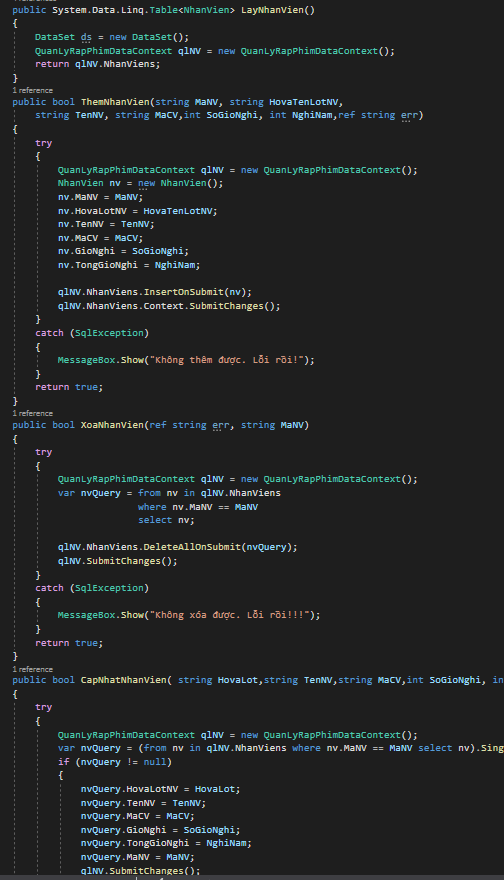 public System.Data.Linq.Table<NhanVien> LayNhanVien()
{
DataSet ds = new DataSet();
QuanLyRapPhimDataContext qlNV = new QuanLyRapPhimDataContext();
return qlNV.NhanViens;
}
1 reference
public bool ThemNhanVien(string MaNV, string HovaTenLotNV,
string TenNV, string MaCV,int SoGioNghi, int NghiNam,ref string err)
{
try
{
QuanLyRapPhimDataContext qlNV = new QuanLyRapPhimDataContext();
NhanVien nv = new NhanVien();
nv.MaNV = MaNV;
nv.HovaLotNV = HovaTenLotNV;
nv.TenNV = TenNV;
nv.MaCV = MaCV;
nv.GioNghi = SoGioNghi;
nv.TongGioNghi = NghiNam;
qlNV.NhanViens.InsertOnSubmit(nv);
qlNV.NhanViens.Context.SubmitChanges();
}
catch (SqlException)
{
MessageBox.Show("Không thêm được. Lỗi rồi!");
}
return true;
}
1 reference
public bool XoaNhanVien(ref string err, string MaNV)
{
try
{
QuanLyRapPhimDataContext qlNV = new QuanLyRapPhimDataContext();
var nvQuery = from nv in qlNV.NhanViens
where nv.MaNV == MaNV
select nv;
qlNV.NhanViens.DeleteAllOnSubmit(nvQuery);
qlNV.SubmitChanges();
}
catch (SqlException)
{
MessageBox.Show("Không xóa được. Lỗi rồi!!!");
}
return true;
}
1 reference
public bool CapNhatNhanVien( string HovaLot,string TenNV,string MaCV,int SoGioNghi, in
{
try
{
QuanLyRapPhimDataContext qlNV = new QuanLyRapPhimDataContext();
var nvQuery = (from nv in qlNV.NhanViens where nv.MaNV == MaNV select nv).Sing
if (nvQuery != null)
{
nvQuery.HovaLotNV = HovaLot;
nvQuery.TenNV = TenNV;
nvQuery.MaCV = MaCV;
nvQuery.GioNghi = SoGioNghi;
nvQuery.TongGioNghi = NghiNam;
nvQuery.MaNV = MaNV;
qlNV.SubmitChanges();